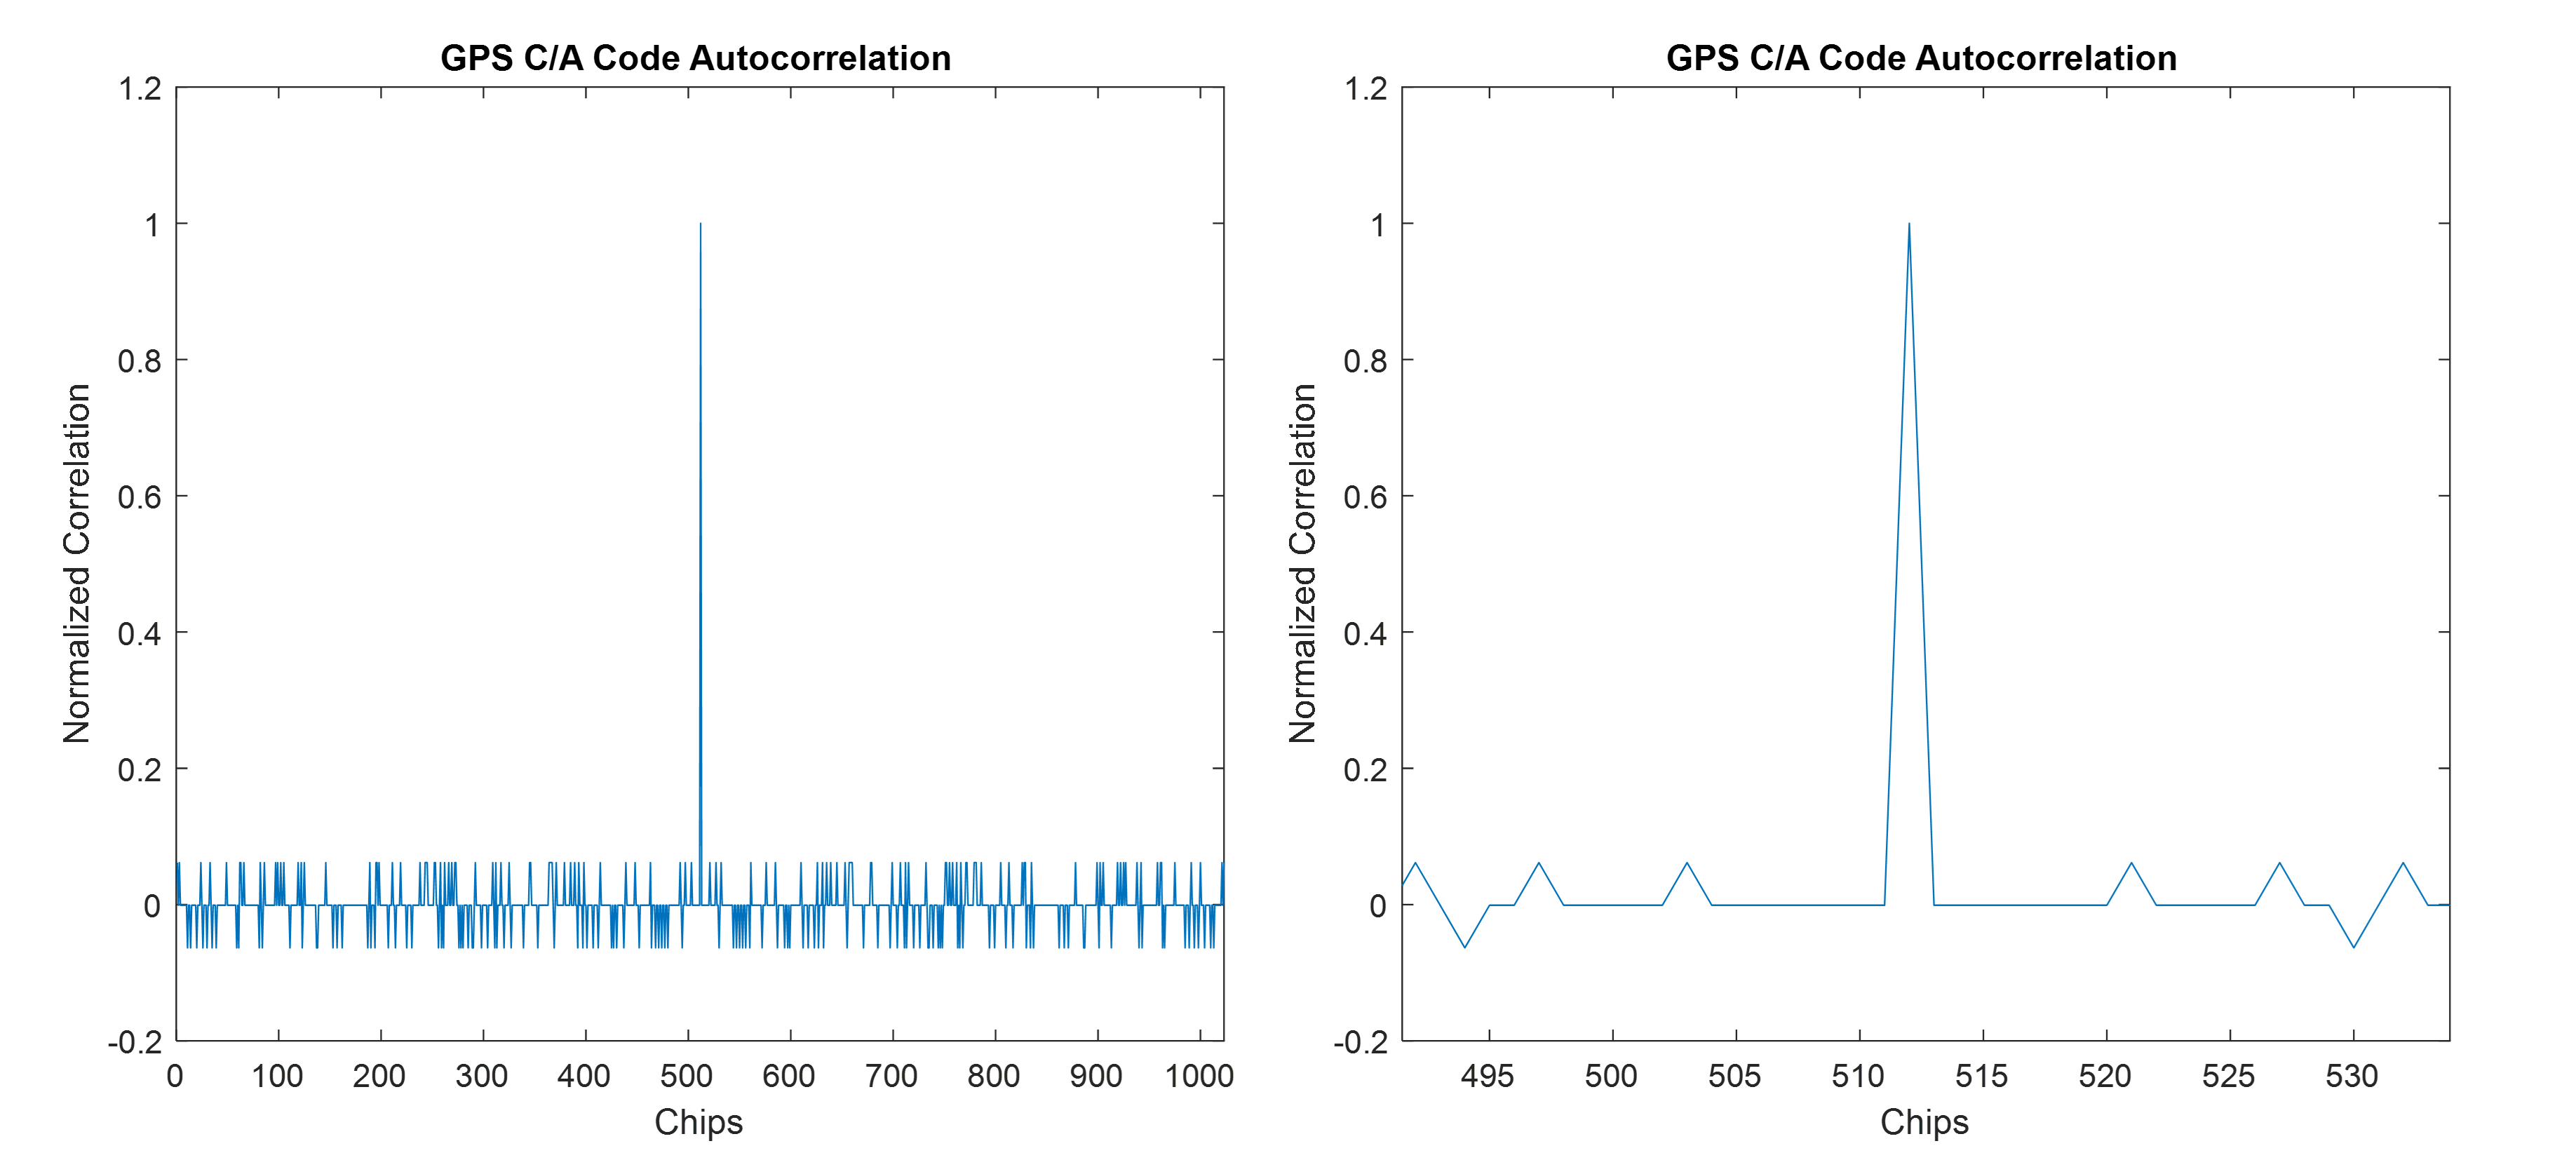 GPS C/A Code Autocorrelation
1.2
1
0.8
0.6
0.4
0.2
0
-0.2
Normalized Correlation
0 100 200 300 400 500 600 700 800 900 1000
Chips
GPS C/A Code Autocorrelation
1.2
1
0.8
0.6
0.4
0.2
0
-0.2
Normalized Correlation
495 500 505 510 515 520 525 530
Chips